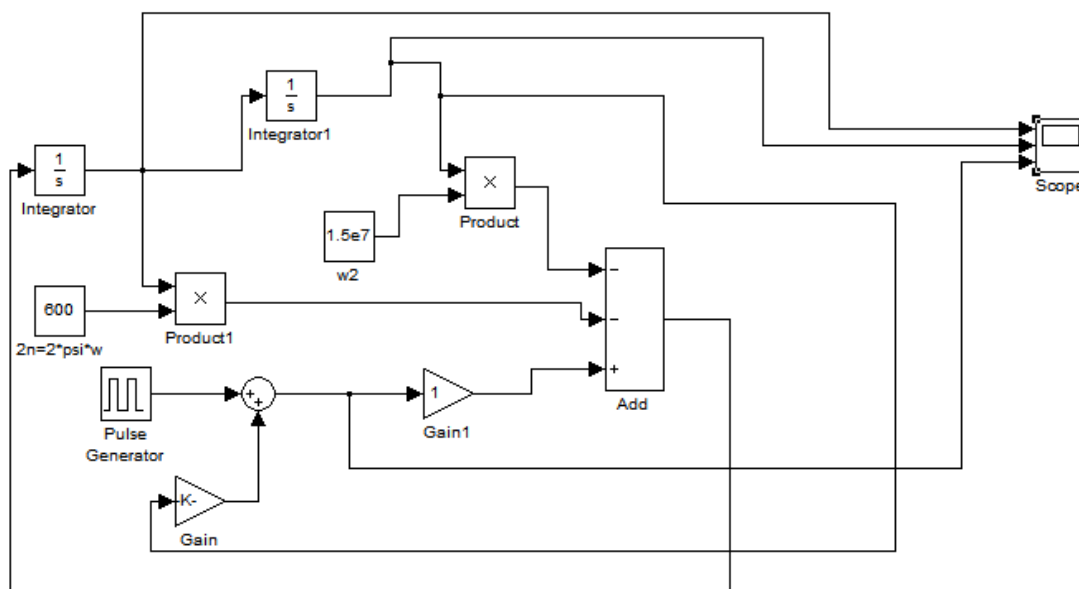 1
s
Integrator1
1
s
Integrator
×
Product
1.5e7
w2
Scope
600
2n=2*psi*w
×
Product1
−
−
+
Add
Pulse
Generator
+
+
1
Gain1
K-
Gain